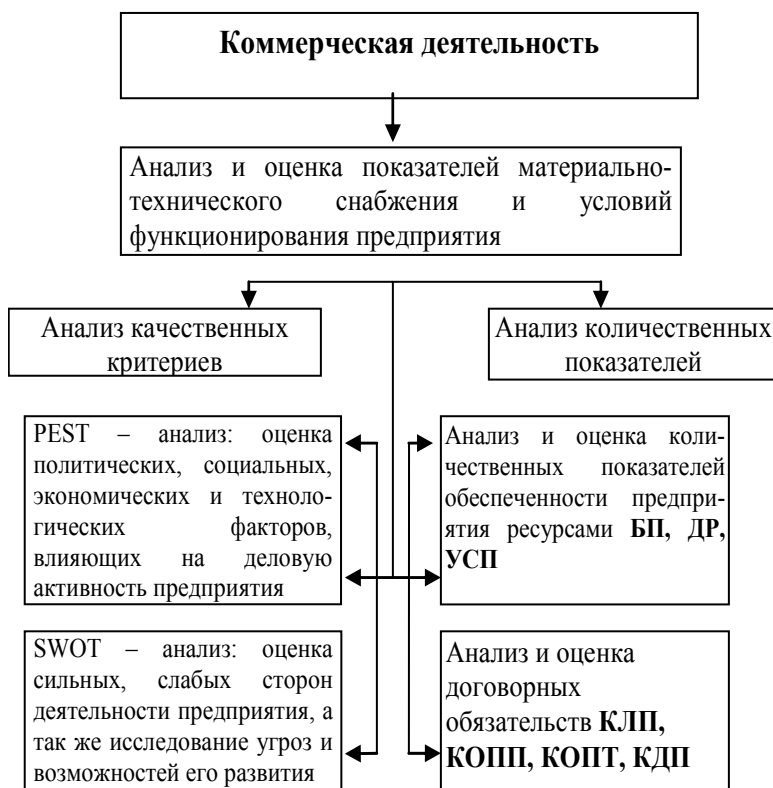 Коммерческая деятельность
Анализ и оценка показателей материально-
технического снабжения и условий
функционирования предприятия
Анализ качественных
критериев
Анализ количественных
показателей
PEST – анализ: оценка
политических, социальных,
экономических и техноло-
гических факторов,
влияющих на деловую
активность предприятия
Анализ и оценка коли-
чественных показателей
обеспеченности предпри-
ятия ресурсами БП, ДР,
УСП
SWOT – анализ: оценка
сильных, слабых сторон
деятельности предприятия, а
так же исследование угроз и
возможностей его развития
Анализ и оценка
договорных
обязательств КЛП,
КОПП, КОПТ, КДП